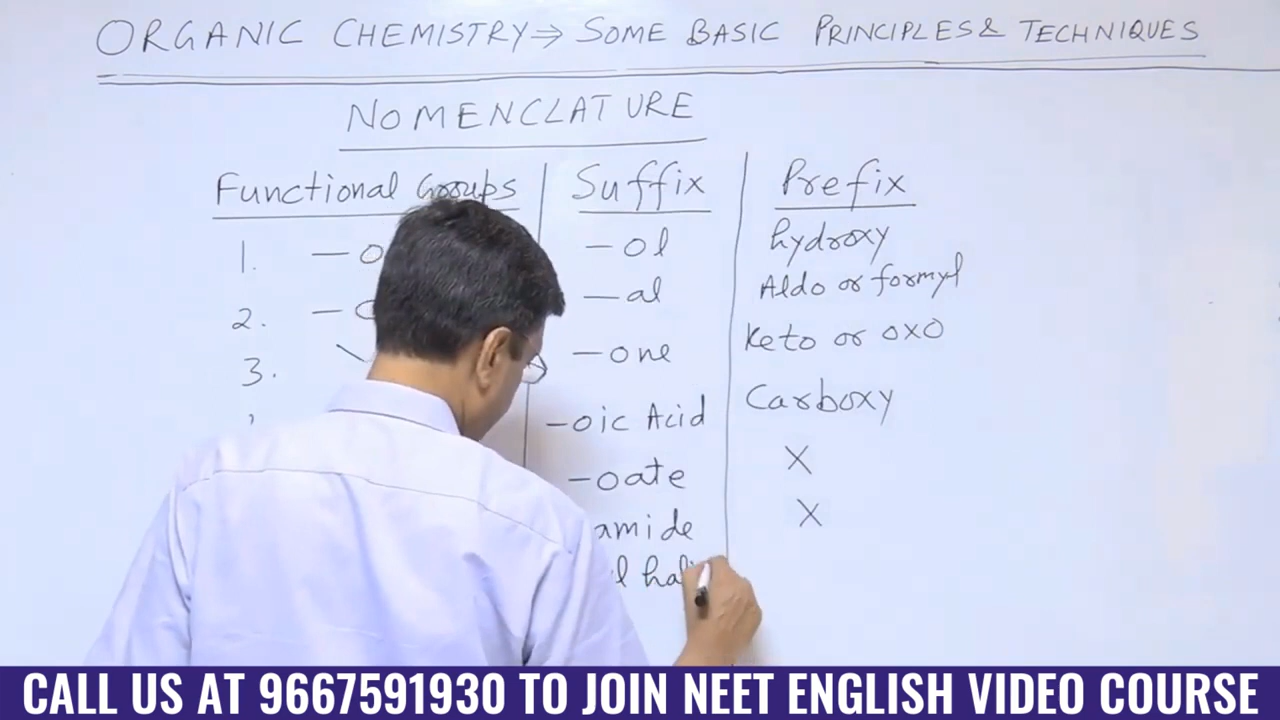 ORGANIC CHEMISTRY⇒ SOME BASIC PRINCIPLES & TECHNIQUES
NOMENCLATURE
Functional Groups Suffix Prefix
1. — —ol hydroxy
2. — —al Aldo or formyl
3. —one Keto or oxo
—oic Acid Carboxy
—oate X
amide X
CALL US AT 9667591930 TO JOIN NEET ENGLISH VIDEO COURSE